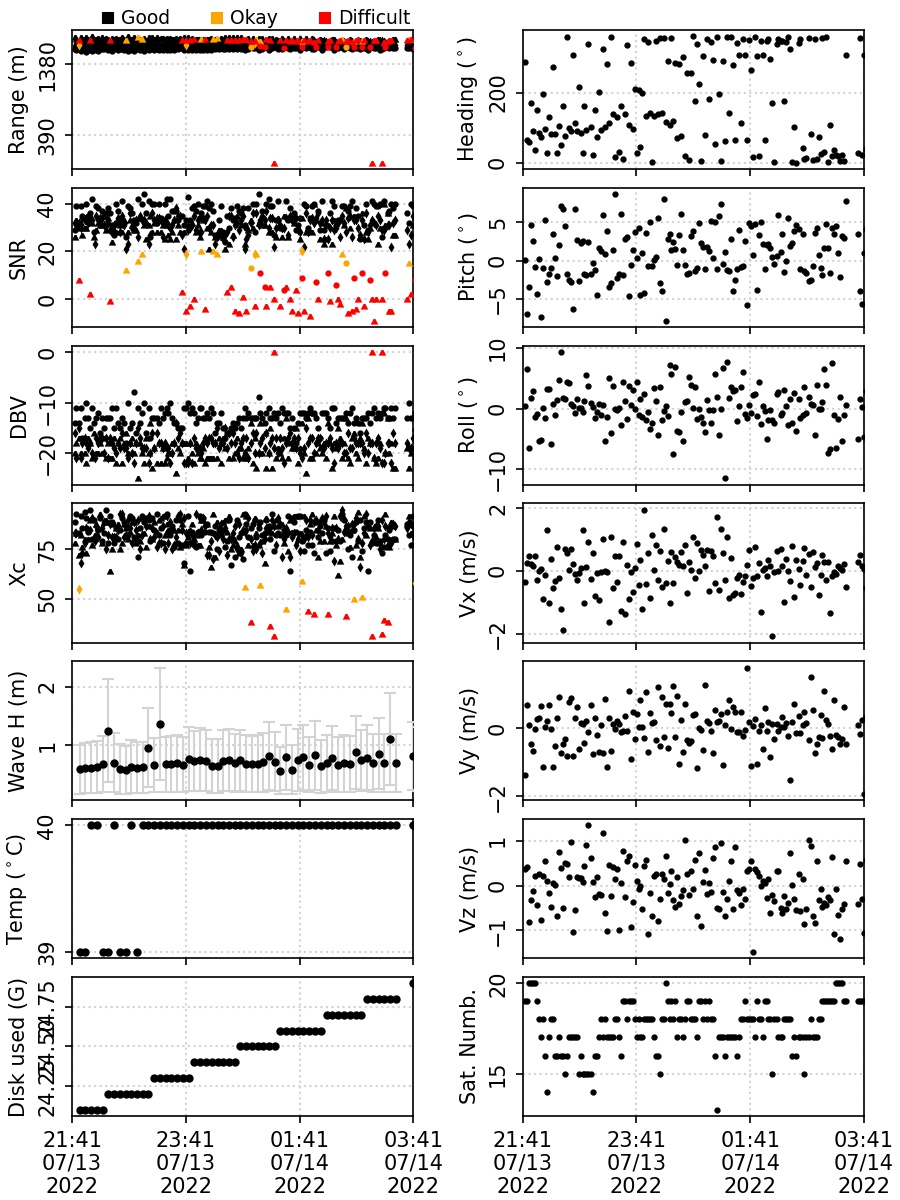 Good Okay Difficult
Range (m)
1380
390
Heading (°)
200
0
SNR
40
20
0
Pitch (°)
5
0
−5
DBV
0
−10
−20
Roll (°)
10
0
−10
Xc
75
50
Vx (m/s)
2
0
−2
Wave H (m)
2
1
Vy (m/s)
0
−2
Temp (°C)
40
39
Vz (m/s)
1
0
−1
Disk used (G)
24.75
24.50
24.25
Sat. Numb.
20
15
21:41 23:41 01:41 03:41
07/13 07/13 07/14 07/14
2022 2022 2022 2022
21:41 23:41 01:41 03:41
07/13 07/13 07/14 07/14
2022 2022 2022 2022